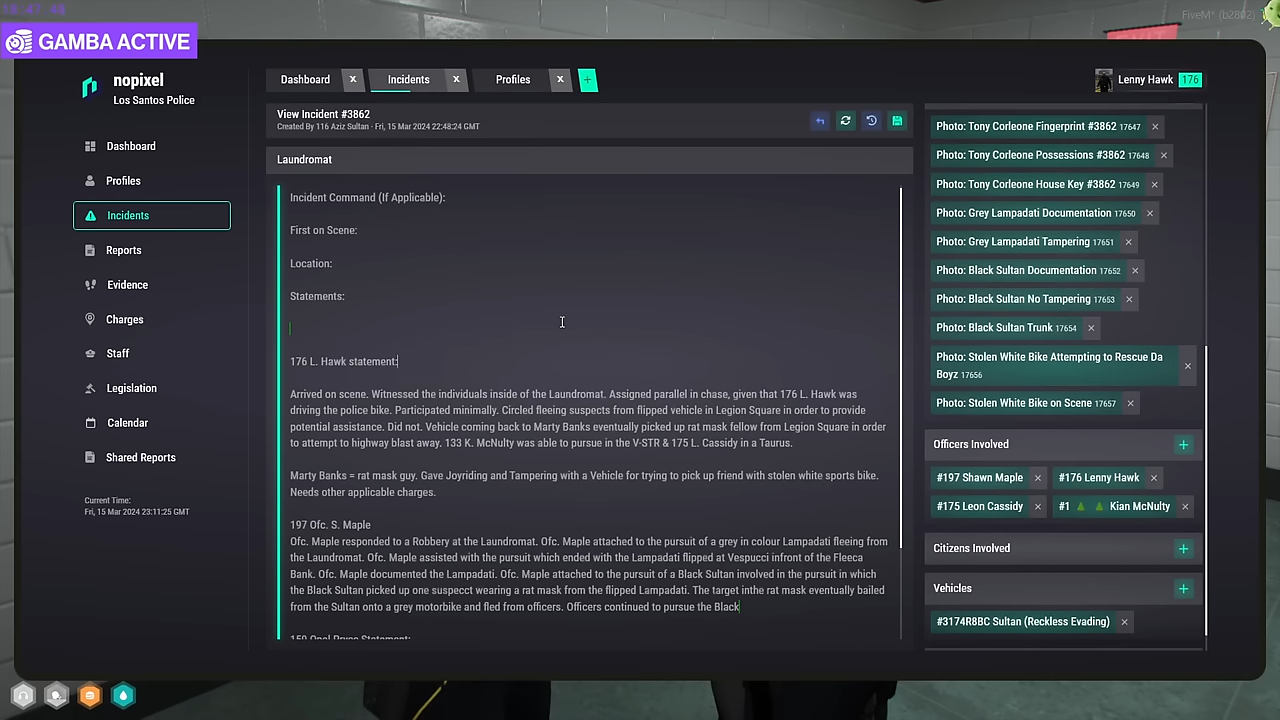 GAMBA ACTIVE
FiveM* (b2802)
EXIT
nopixel
Los Santos Police
Dashboard
Profiles
Incidents
Reports
Evidence
Charges
Staff
Legislation
Calendar
Shared Reports
Current Time:
Fri, 15 Mar 2024 23:11:25 GMT
Dashboard x
Incidents x
Profiles x
+
Lenny Hawk 176
View Incident #3862
Created By 116 Aziz Sultan - Fri, 15 Mar 2024 22:48:24 GMT
Laundromat
Incident Command (If Applicable):
First on Scene:
Location:
Statements:
176 L. Hawk statement:
Arrived on scene. Witnessed the individuals inside of the Laundromat. Assigned parallel in chase, given that 176 L. Hawk was
driving the police bike. Participated minimally. Circled fleeing suspects from flipped vehicle in Legion Square in order to provide
potential assistance. Did not. Vehicle coming back to Marty Banks eventually picked up rat mask fellow from Legion Square in order
to attempt to highway blast away. 133 K. McNulty was able to pursue in the V-STR & 175 L. Cassidy in a Taurus.
Marty Banks = rat mask guy. Gave Joyriding and Tampering with a Vehicle for trying to pick up friend with stolen white sports bike.
Needs other applicable charges.
197 Ofc. S. Maple
Ofc. Maple responded to a Robbery at the Laundromat. Ofc. Maple attached to the pursuit of a grey in colour Lampadati fleeing from
the Laundromat. Ofc. Maple assisted with the pursuit which ended with the Lampadati flipped at Vespucci infront of the Fleeca
Bank. Ofc. Maple documented the Lampadati. Ofc. Maple attached to the pursuit of a Black Sultan involved in the pursuit in which
the Black Sultan picked up one suspecct wearing a rat mask from the flipped Lampadati. The target inthe rat mask eventually bailed
from the Sultan onto a grey motorbike and fled from officers. Officers continued to pursue the Black
159 Opal Pryce Statement:
Photo: Tony Corleone Fingerprint #3862 17647 x
Photo: Tony Corleone Possessions #3862 17648 x
Photo: Tony Corleone House Key #3862 17649 x
Photo: Grey Lampadati Documentation 17650 x
Photo: Grey Lampadati Tampering 17651 x
Photo: Black Sultan Documentation 17652 x
Photo: Black Sultan No Tampering 17653 x
Photo: Black Sultan Trunk 17654 x
Photo: Stolen White Bike Attempting to Rescue Da
Boyz 17656 x
Photo: Stolen White Bike on Scene 17657 x
Officers Involved +
#197 Shawn Maple x #176 Lenny Hawk x
#175 Leon Cassidy x #1 Kian McNulty x
Citizens Involved +
Vehicles +
#3174R8BC Sultan (Reckless Evading) x